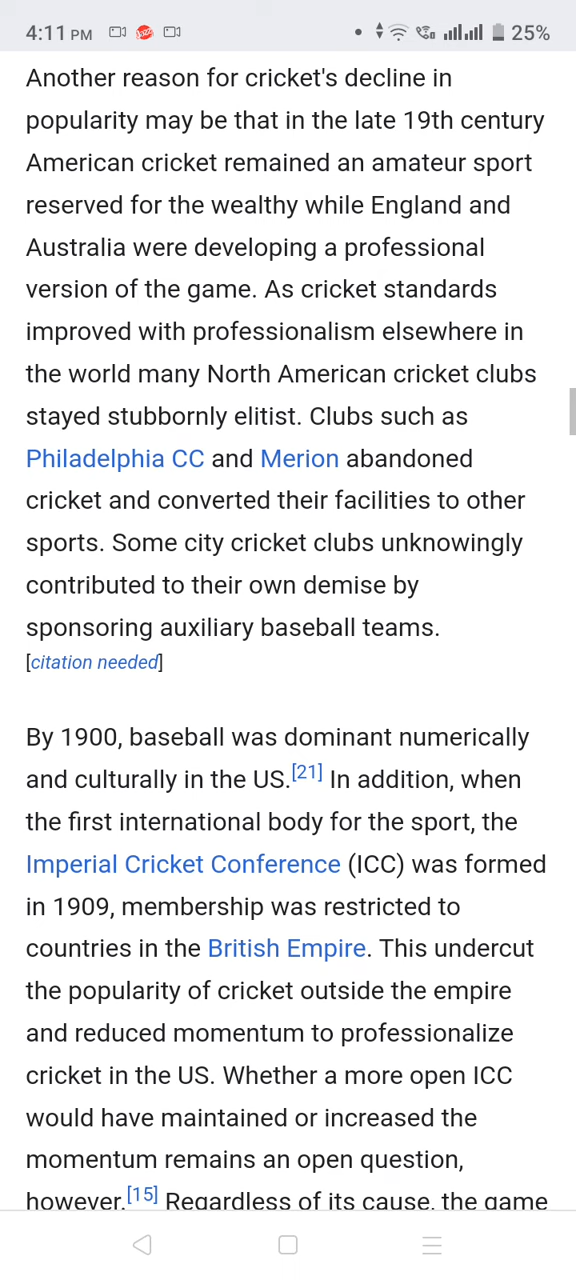 4:11 PM
Jazz
25%
Another reason for cricket's decline in
popularity may be that in the late 19th century
American cricket remained an amateur sport
reserved for the wealthy while England and
Australia were developing a professional
version of the game. As cricket standards
improved with professionalism elsewhere in
the world many North American cricket clubs
stayed stubbornly elitist. Clubs such as
Philadelphia CC and Merion abandoned
cricket and converted their facilities to other
sports. Some city cricket clubs unknowingly
contributed to their own demise by
sponsoring auxiliary baseball teams.
[citation needed]
By 1900, baseball was dominant numerically
and culturally in the US.[21] In addition, when
the first international body for the sport, the
Imperial Cricket Conference (ICC) was formed
in 1909, membership was restricted to
countries in the British Empire. This undercut
the popularity of cricket outside the empire
and reduced momentum to professionalize
cricket in the US. Whether a more open ICC
would have maintained or increased the
momentum remains an open question,
however.[15] Regardless of its cause, the game